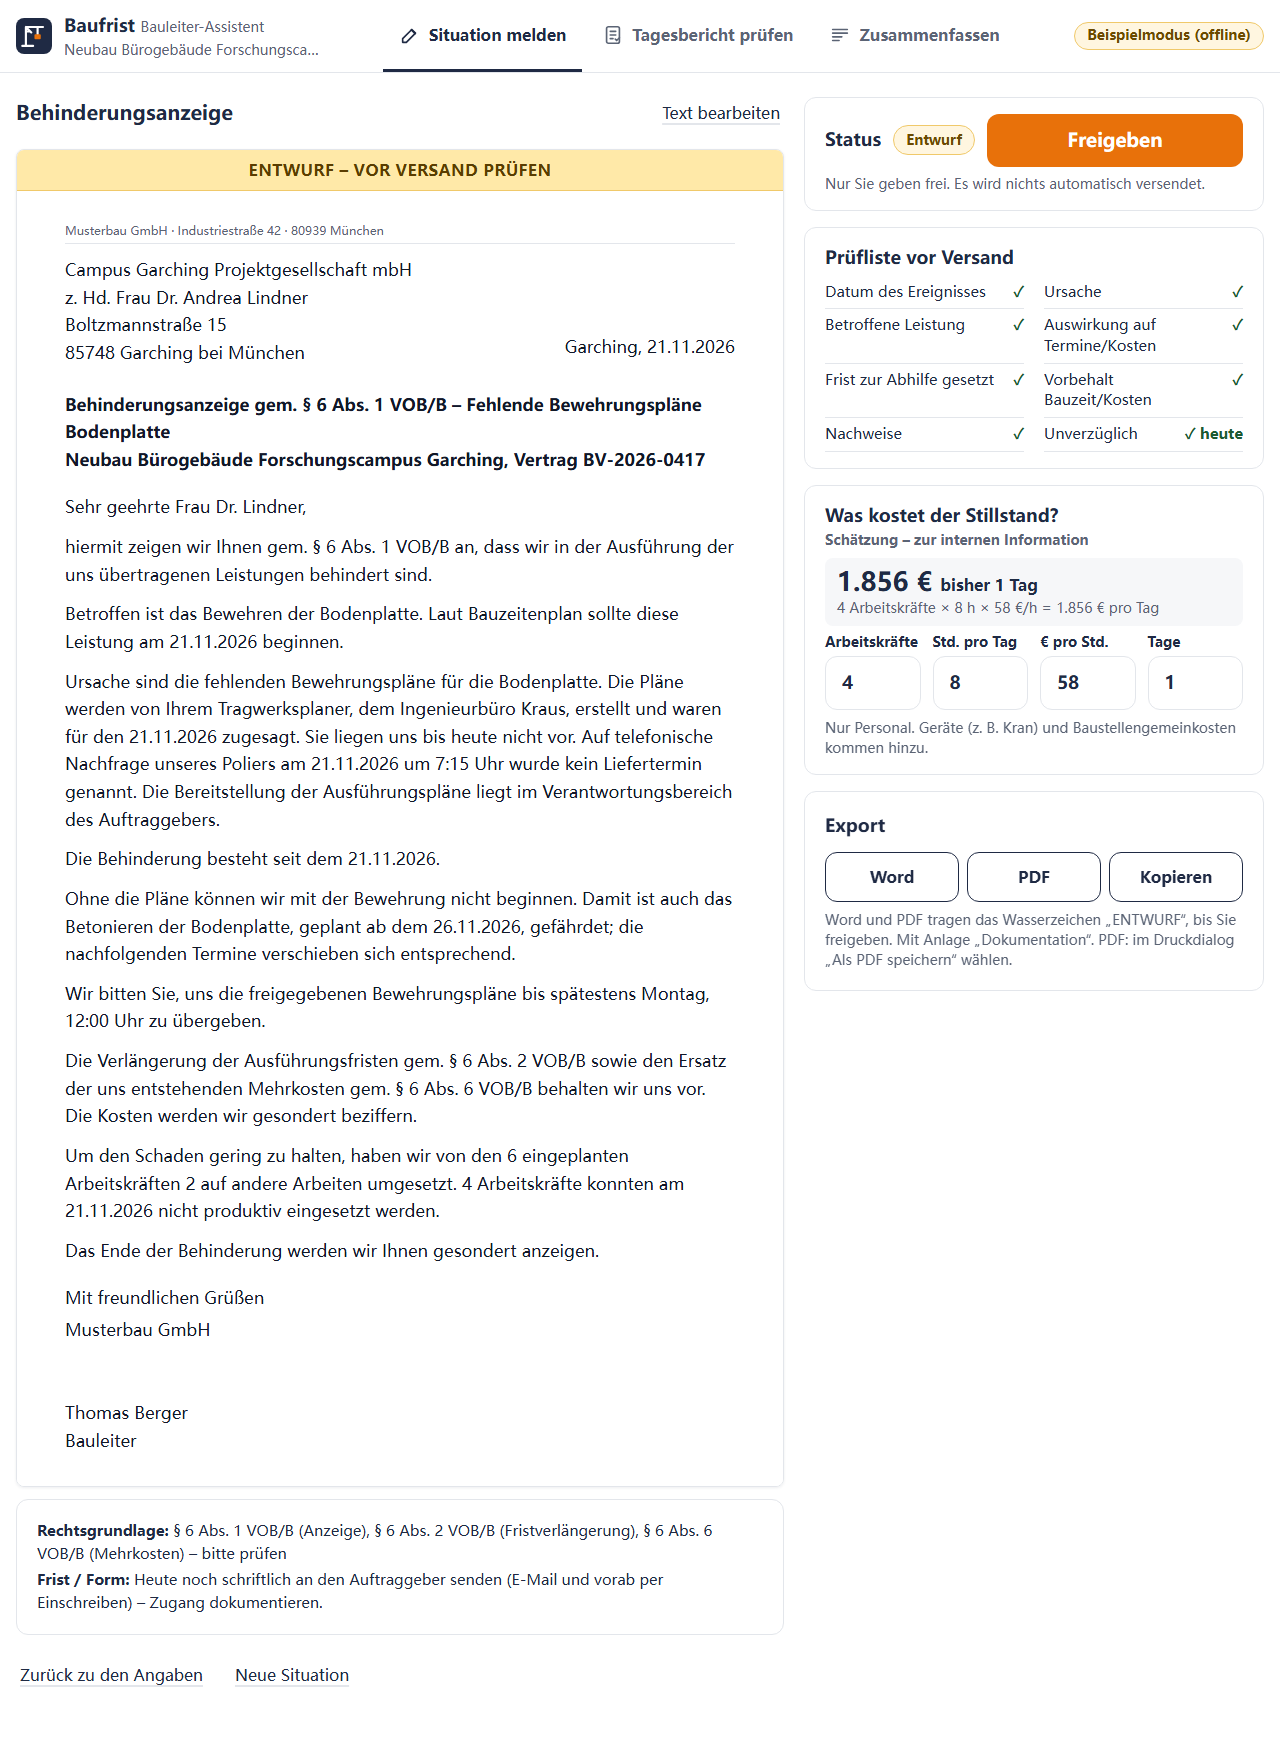 Baufrist Bauleiter-Assistent
Neubau Bürogebäude Forschungsca...
Situation melden
Tagesbericht prüfen
Zusammenfassen
Beispielmodus (offline)
Behinderungsanzeige
Text bearbeiten
ENTWURF – VOR VERSAND PRÜFEN
Musterbau GmbH · Industriestraße 42 · 80939 München
Campus Garching Projektgesellschaft mbH
z. Hd. Frau Dr. Andrea Lindner
Boltzmannstraße 15
85748 Garching bei München
Garching, 21.11.2026
Behinderungsanzeige gem. § 6 Abs. 1 VOB/B – Fehlende Bewehrungspläne
Bodenplatte
Neubau Bürogebäude Forschungscampus Garching, Vertrag BV-2026-0417
Sehr geehrte Frau Dr. Lindner,
hiermit zeigen wir Ihnen gem. § 6 Abs. 1 VOB/B an, dass wir in der Ausführung der
uns übertragenen Leistungen behindert sind.
Betroffen ist das Bewehren der Bodenplatte. Laut Bauzeitenplan sollte diese
Leistung am 21.11.2026 beginnen.
Ursache sind die fehlenden Bewehrungspläne für die Bodenplatte. Die Pläne
werden von Ihrem Tragwerksplaner, dem Ingenieurbüro Kraus, erstellt und waren
für den 21.11.2026 zugesagt. Sie liegen uns bis heute nicht vor. Auf telefonische
Nachfrage unseres Poliers am 21.11.2026 um 7:15 Uhr wurde kein Liefertermin
genannt. Die Bereitstellung der Ausführungspläne liegt im Verantwortungsbereich
des Auftraggebers.
Die Behinderung besteht seit dem 21.11.2026.
Ohne die Pläne können wir mit der Bewehrung nicht beginnen. Damit ist auch das
Betonieren der Bodenplatte, geplant ab dem 26.11.2026, gefährdet; die
nachfolgenden Termine verschieben sich entsprechend.
Wir bitten Sie, uns die freigegebenen Bewehrungspläne bis spätestens Montag,
12:00 Uhr zu übergeben.
Die Verlängerung der Ausführungsfristen gem. § 6 Abs. 2 VOB/B sowie den Ersatz
der uns entstehenden Mehrkosten gem. § 6 Abs. 6 VOB/B behalten wir uns vor.
Die Kosten werden wir gesondert beziffern.
Um den Schaden gering zu halten, haben wir von den 6 eingeplanten
Arbeitskräften 2 auf andere Arbeiten umgesetzt. 4 Arbeitskräfte konnten am
21.11.2026 nicht produktiv eingesetzt werden.
Das Ende der Behinderung werden wir Ihnen gesondert anzeigen.
Mit freundlichen Grüßen
Musterbau GmbH
Thomas Berger
Bauleiter
Rechtsgrundlage: § 6 Abs. 1 VOB/B (Anzeige), § 6 Abs. 2 VOB/B (Fristverlängerung), § 6 Abs. 6
VOB/B (Mehrkosten) – bitte prüfen
Frist / Form: Heute noch schriftlich an den Auftraggeber senden (E-Mail und vorab per
Einschreiben) – Zugang dokumentieren.
Zurück zu den Angaben
Neue Situation
Status
Entwurf
Freigeben
Nur Sie geben frei. Es wird nichts automatisch versendet.
Prüfliste vor Versand
Datum des Ereignisses ✓
Ursache ✓
Betroffene Leistung ✓
Auswirkung auf ✓
Termine/Kosten
Frist zur Abhilfe gesetzt ✓
Vorbehalt ✓
Bauzeit/Kosten
Nachweise ✓
Unverzüglich ✓ heute
Was kostet der Stillstand?
Schätzung – zur internen Information
1.856 € bisher 1 Tag
4 Arbeitskräfte × 8 h × 58 €/h = 1.856 € pro Tag
Arbeitskräfte
Std. pro Tag
€ pro Std.
Tage
4
8
58
1
Nur Personal. Geräte (z. B. Kran) und Baustellengemeinkosten
kommen hinzu.
Export
Word
PDF
Kopieren
Word und PDF tragen das Wasserzeichen „ENTWURF“, bis Sie
freigeben. Mit Anlage „Dokumentation“. PDF: im Druckdialog
„Als PDF speichern“ wählen.